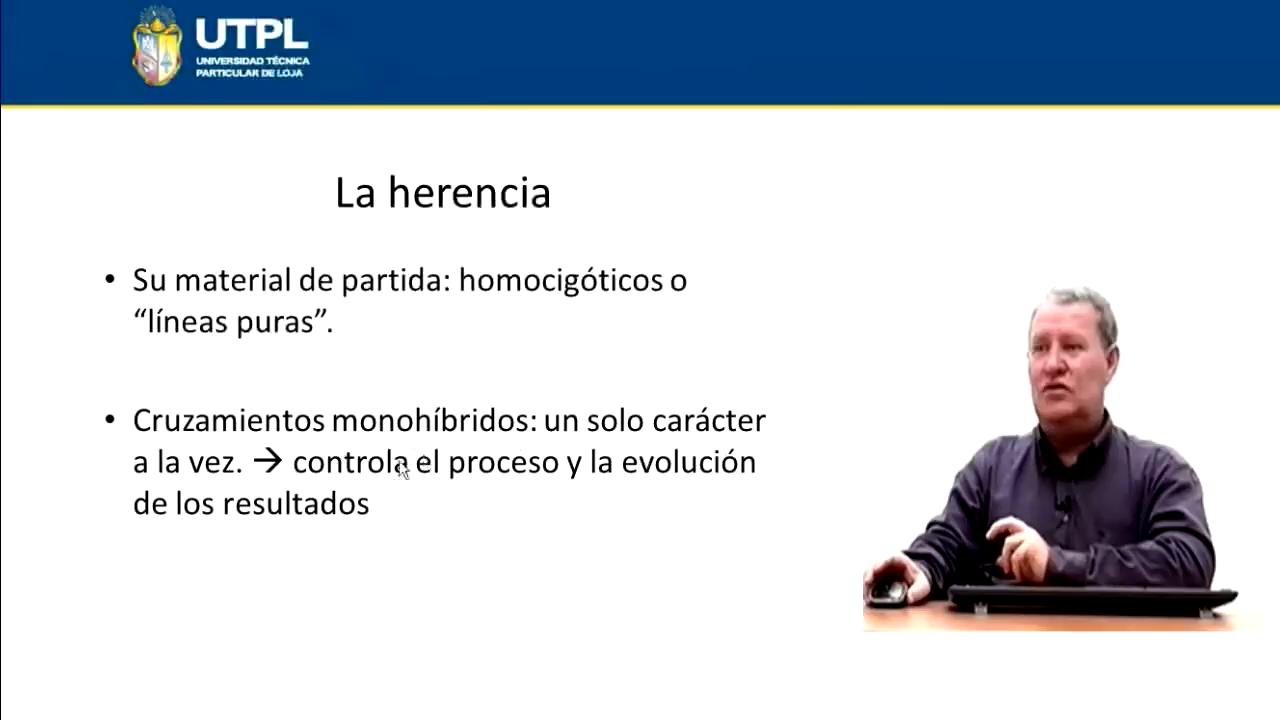 UTPL
UNIVERSIDAD TÉCNICA
PARTICULAR DE LOJA
La herencia
• Su material de partida: homocigóticos o
“líneas puras”.
• Cruzamientos monohíbridos: un solo carácter
a la vez. → controla el proceso y la evolución
de los resultados